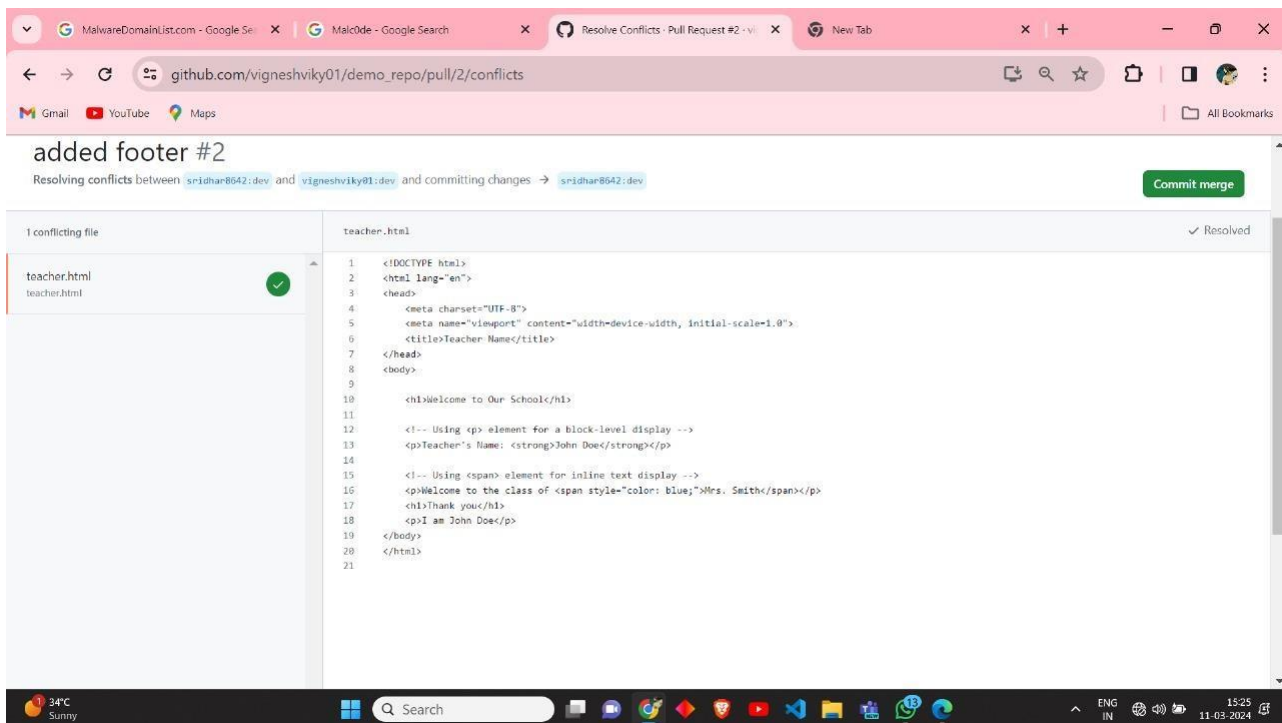 MalwareDomainList.com - Google Se
Malc0de - Google Search
Resolve Conflicts · Pull Request #2 · vi
New Tab
github.com/vigneshviky01/demo_repo/pull/2/conflicts
Gmail
YouTube
Maps
All Bookmarks
added footer #2
Resolving conflicts between sridhar8642:dev and vigneshviky01:dev and committing changes → sridhar8642:dev
Commit merge
1 conflicting file
teacher.html
Resolved
teacher.html
teacher.html
1 <!DOCTYPE html>
2 <html lang="en">
3 <head>
4     <meta charset="UTF-8">
5     <meta name="viewport" content="width=device-width, initial-scale=1.0">
6     <title>Teacher Name</title>
7 </head>
8 <body>
9
10     <h1>Welcome to Our School</h1>
11
12     <!-- Using <p> element for a block-level display -->
13     <p>Teacher's Name: <strong>John Doe</strong></p>
14
15     <!-- Using <span> element for inline text display -->
16     <p>Welcome to the class of <span style="color: blue;">Mrs. Smith</span></p>
17     <h1>Thank you</h1>
18     <p>I am John Doe</p>
19 </body>
20 </html>
21
1
34°C
Sunny
Search
13
ENG
IN
15:25
11-03-2024